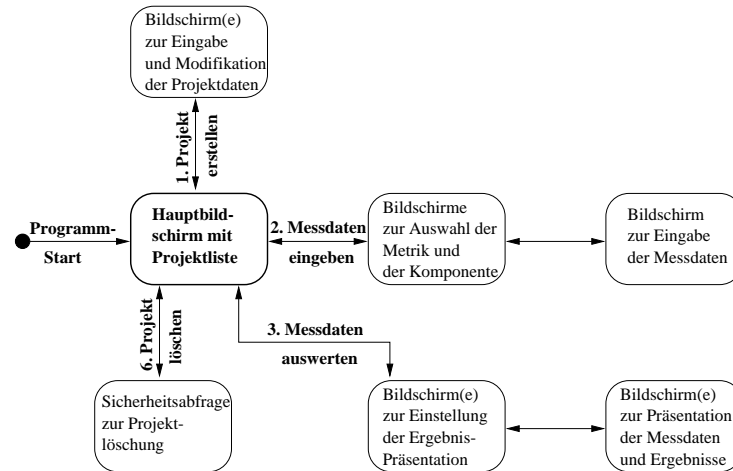 Bildschirm(e)
zur Eingabe
und Modifikation
der Projektdaten
1. Projekt
erstellen
Programm-
Start
Hauptbild-
schirm mit
Projektliste
2. Messdaten
eingeben
Bildschirme
zur Auswahl der
Metrik und
der Komponente
Bildschirm
zur Eingabe
der Messdaten
6. Projekt
löschen
3. Messdaten
auswerten
Sicherheitsabfrage
zur Projekt-
löschung
Bildschirm(e)
zur Einstellung
der Ergebnis-
Präsentation
Bildschirm(e)
zur Präsentation
der Messdaten
und Ergebnisse